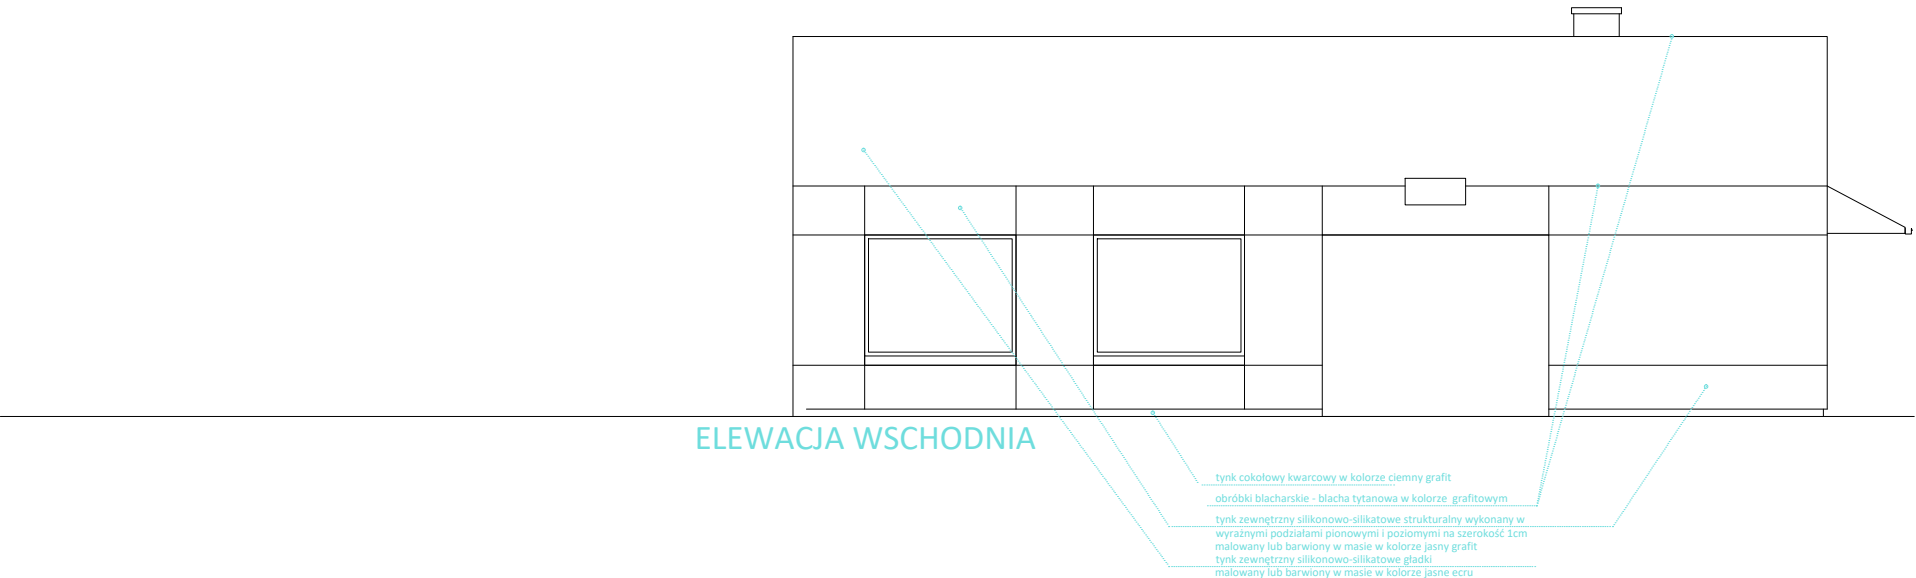 ELEWACJA WSCHODNIA
tynk cokołowy kwarcowy w kolorze ciemny grafit
obróbki blacharskie - blacha tytanowa w kolorze grafitowym
tynk zewnętrzny silikonowo-silikatowe strukturalny wykonany w
wyraźnymi podziałami pionowymi i poziomymi na szerokość 1cm
malowany lub barwiony w masie w kolorze jasny grafit
tynk zewnętrzny silikonowo-silikatowe gładki
malowany lub barwiony w masie w kolorze jasne ecru